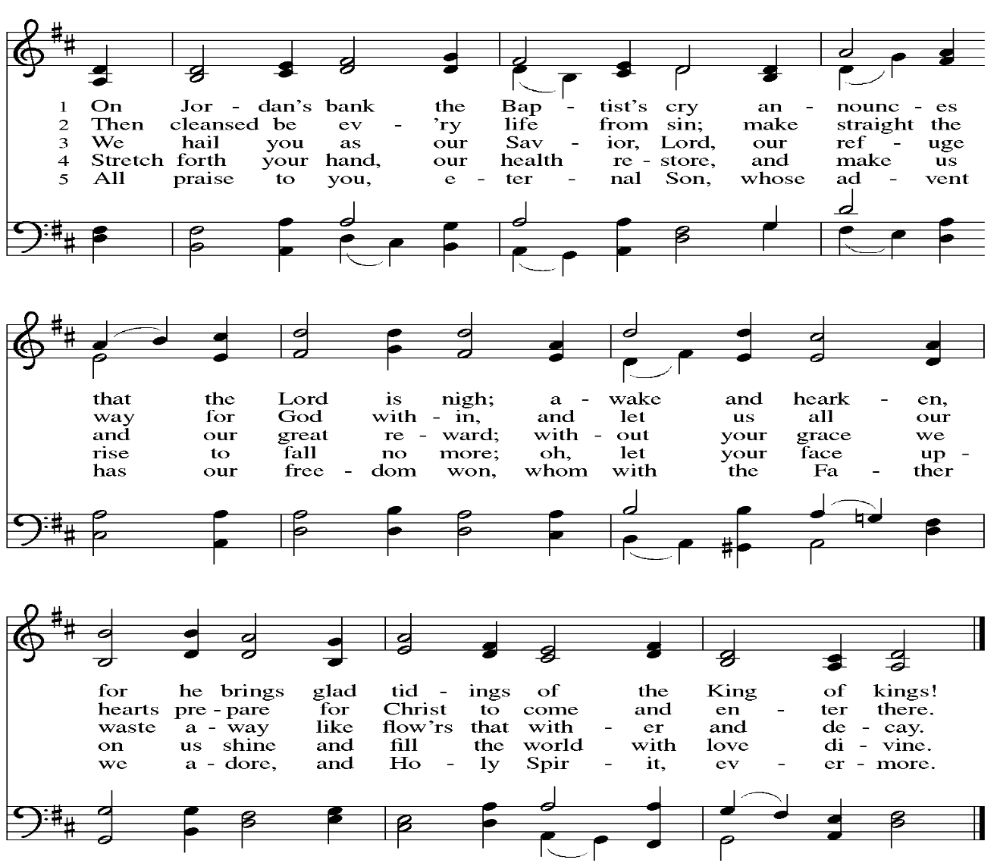 1 On Jor - dan's bank the Bap - tist's cry an - nounc - es
2 Then cleansed be ev - 'ry life from sin; make straight the
3 We hail you as our Sav - ior, Lord, our ref - uge
4 Stretch forth your hand, our health re - store, and make us
5 All praise to you, e - ter - nal Son, whose ad - vent
that the Lord is nigh; a - wake and heark - en,
way for God with - in, and let us all our
and our great re - ward; with - out your grace we
rise to fall no more; oh, let your face up -
has our free - dom won, whom with the Fa - ther
for he brings glad tid - ings of the King of kings!
hearts pre - pare for Christ to come and en - ter there.
waste a - way like flow'rs that with - er and de - cay.
on us shine and fill the world with love di - vine.
we a - dore, and Ho - ly Spir - it, ev - er - more.